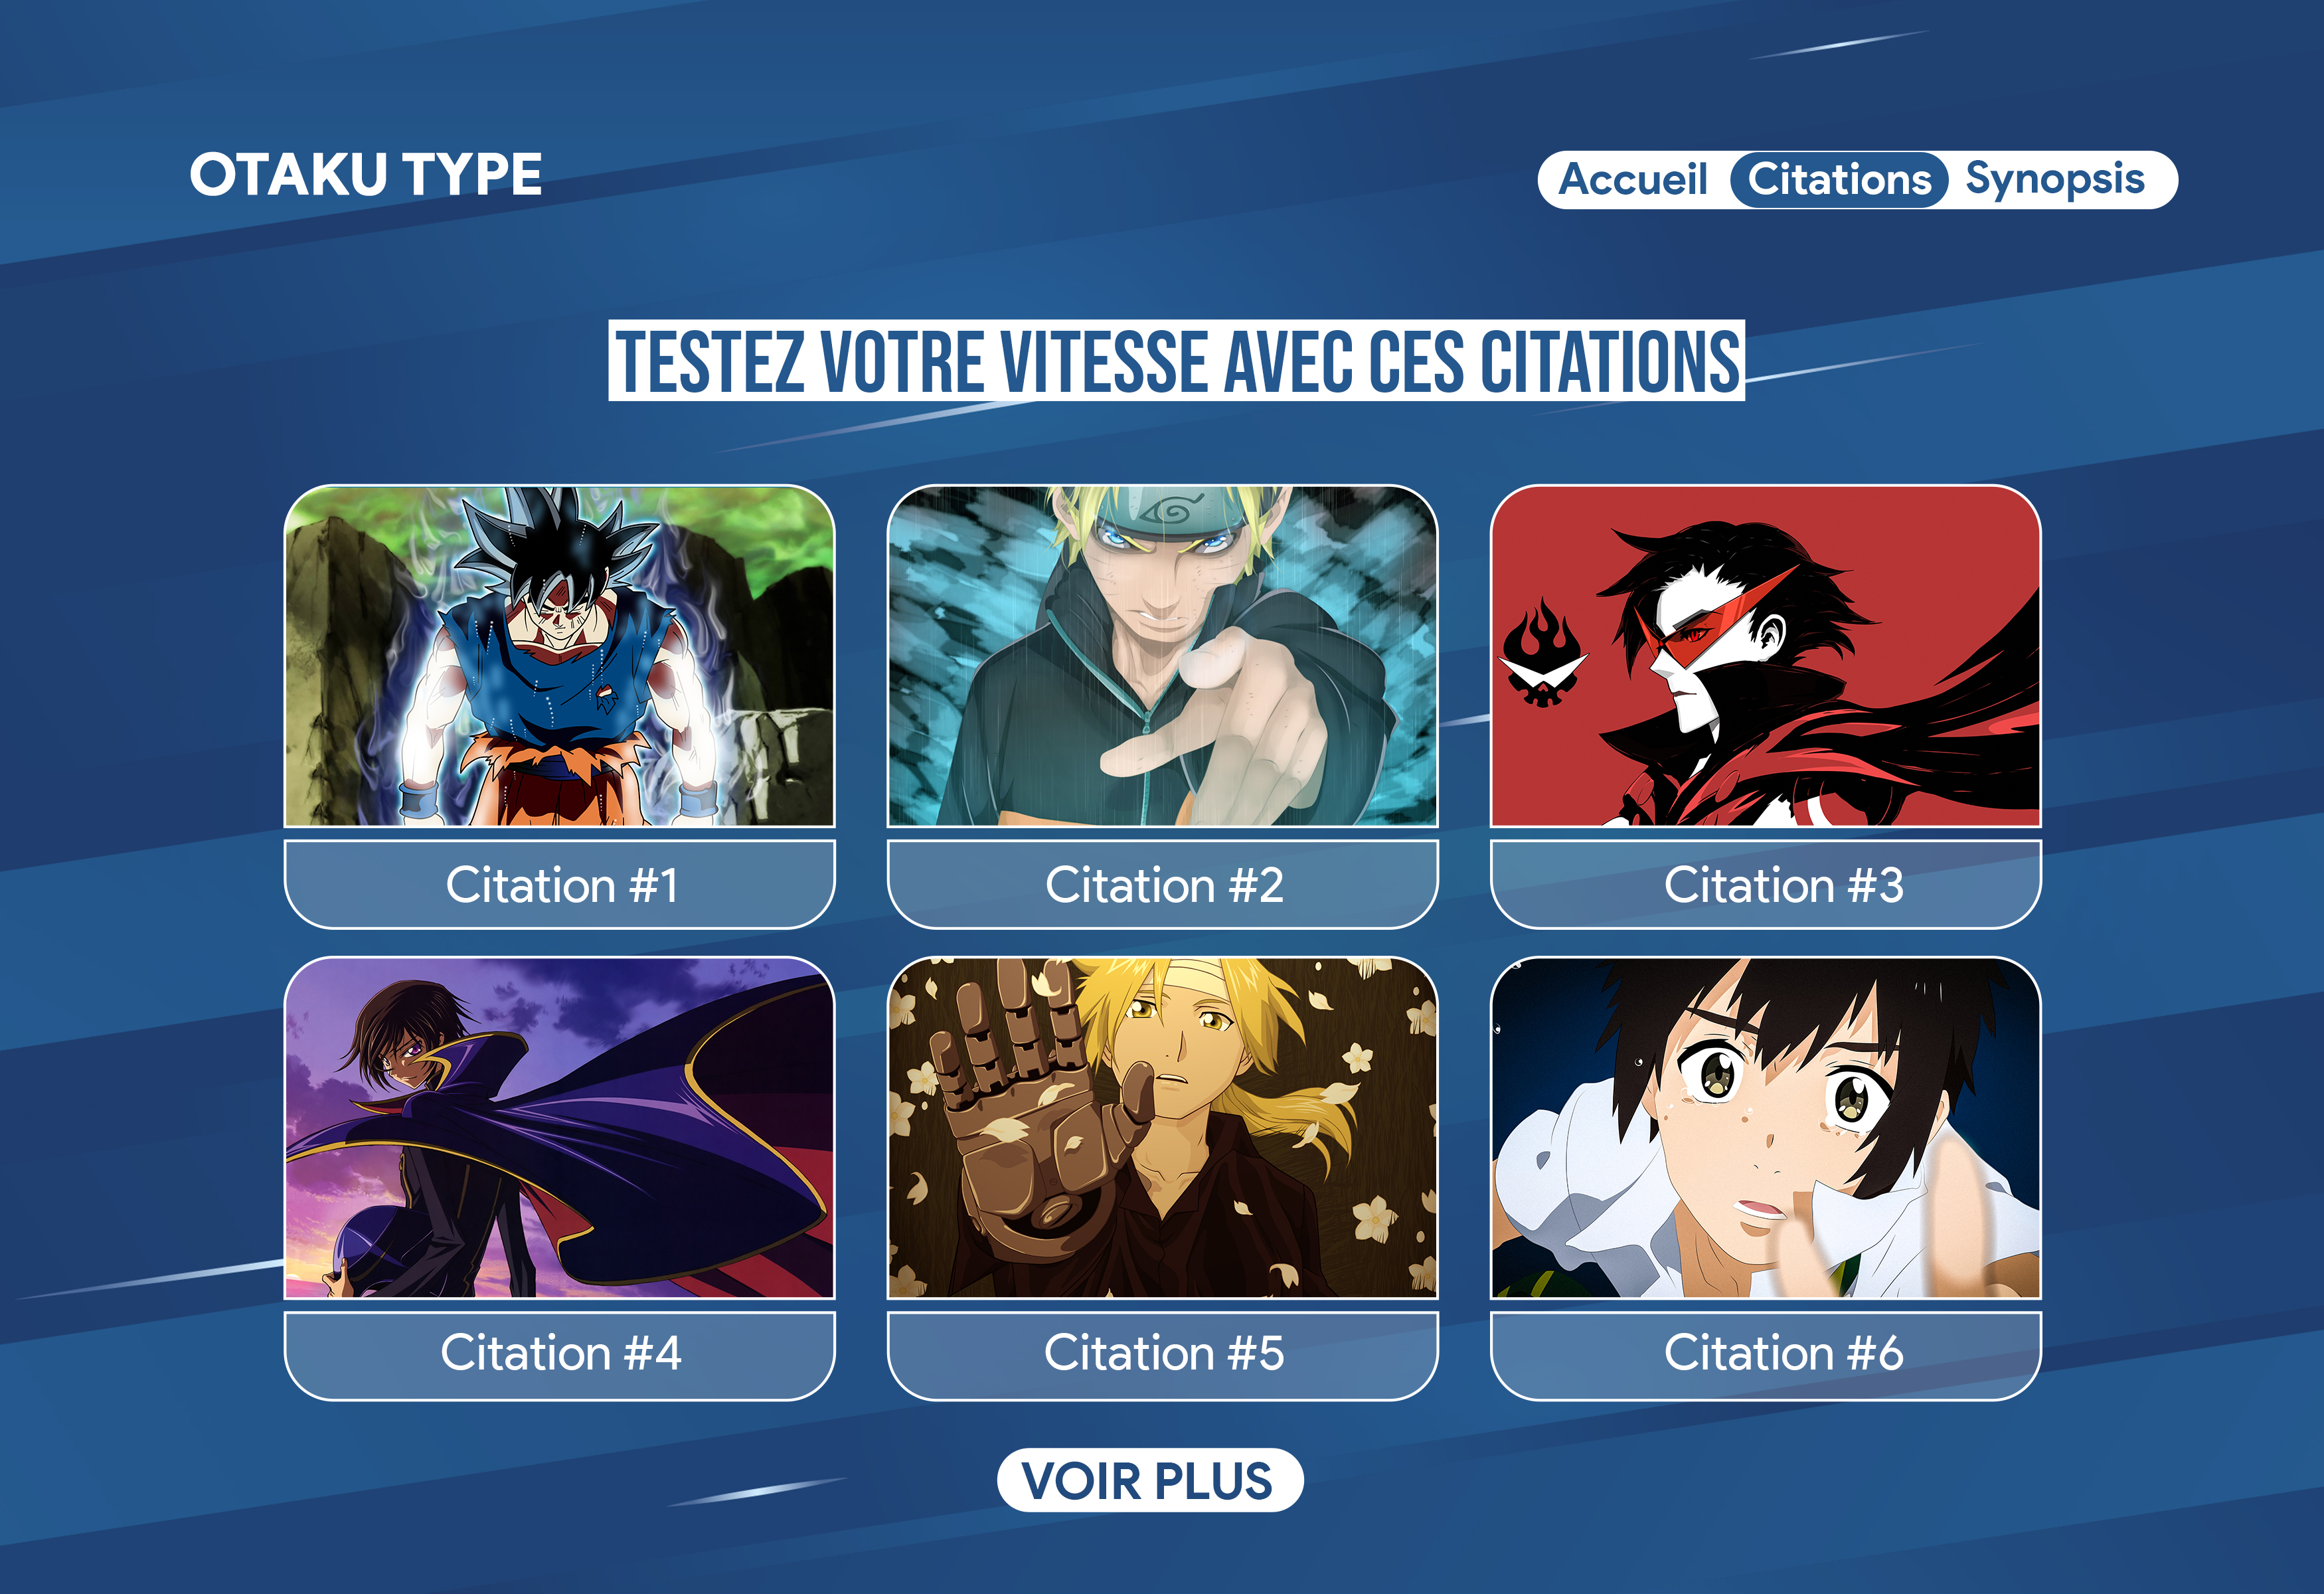 OTAKU TYPE
Accueil Citations Synopsis
TESTEZ VOTRE VITESSE AVEC CES CITATIONS
Citation #1
Citation #2
Citation #3
Citation #4
Citation #5
Citation #6
VOIR PLUS